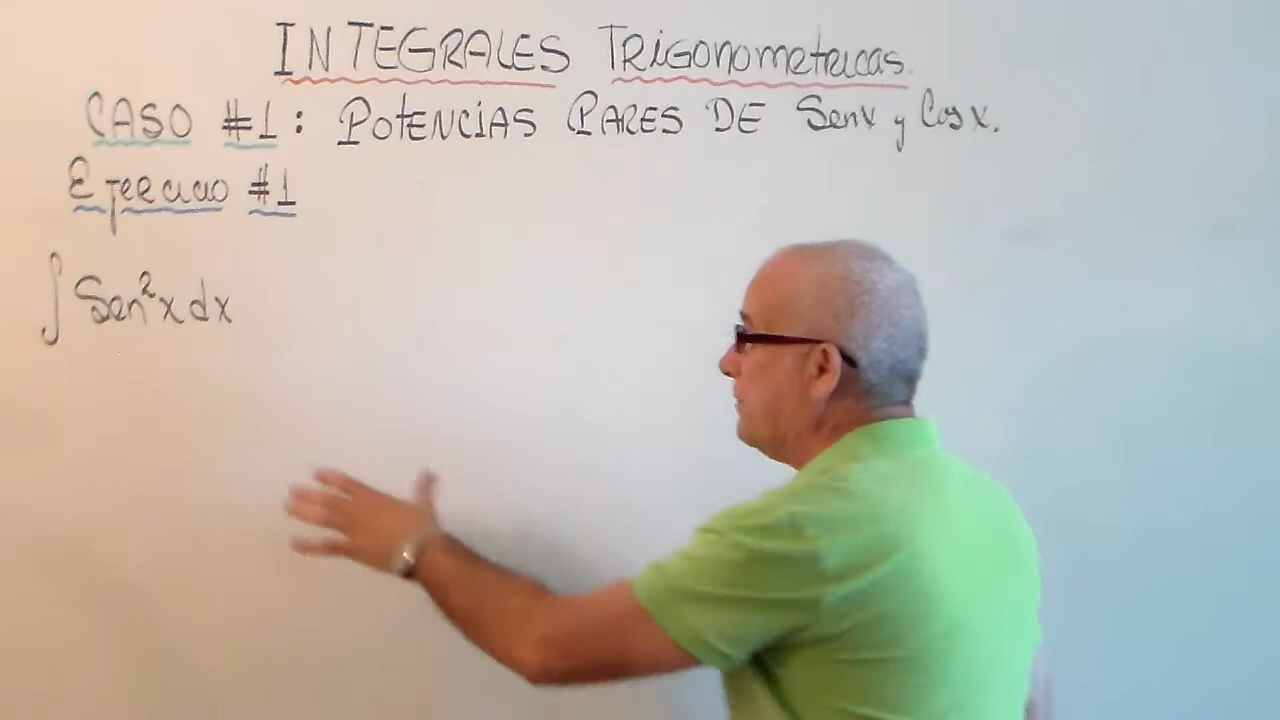 INTEGRALES TRIGONOMETRICAS.
CASO #1: POTENCIAS PARES DE Senx y Cosx.
Ejercicio #1
∫ Sen²x dx